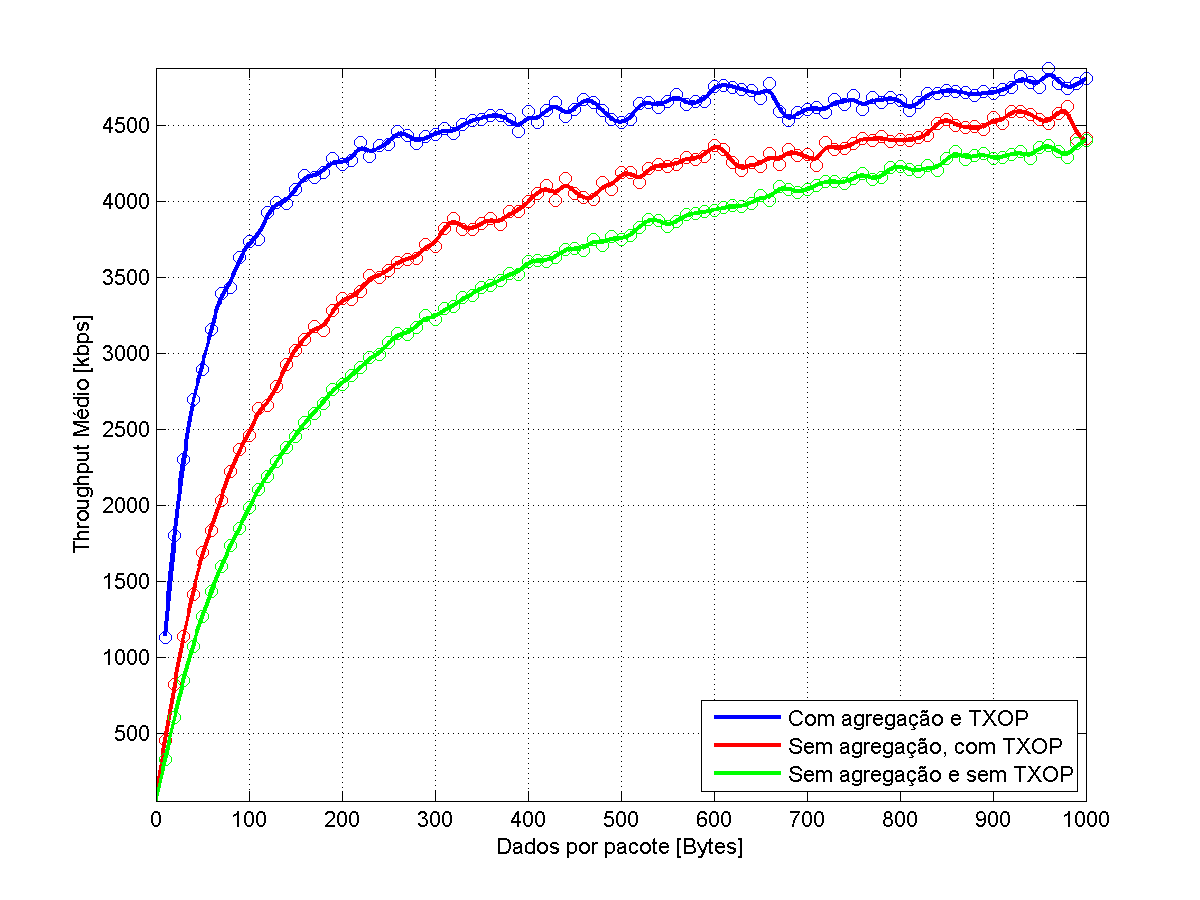 Throughput Médio [kbps]
4500
4000
3500
3000
2500
2000
1500
1000
500
0 100 200 300 400 500 600 700 800 900 1000
Dados por pacote [Bytes]
Com agregação e TXOP
Sem agregação, com TXOP
Sem agregação e sem TXOP